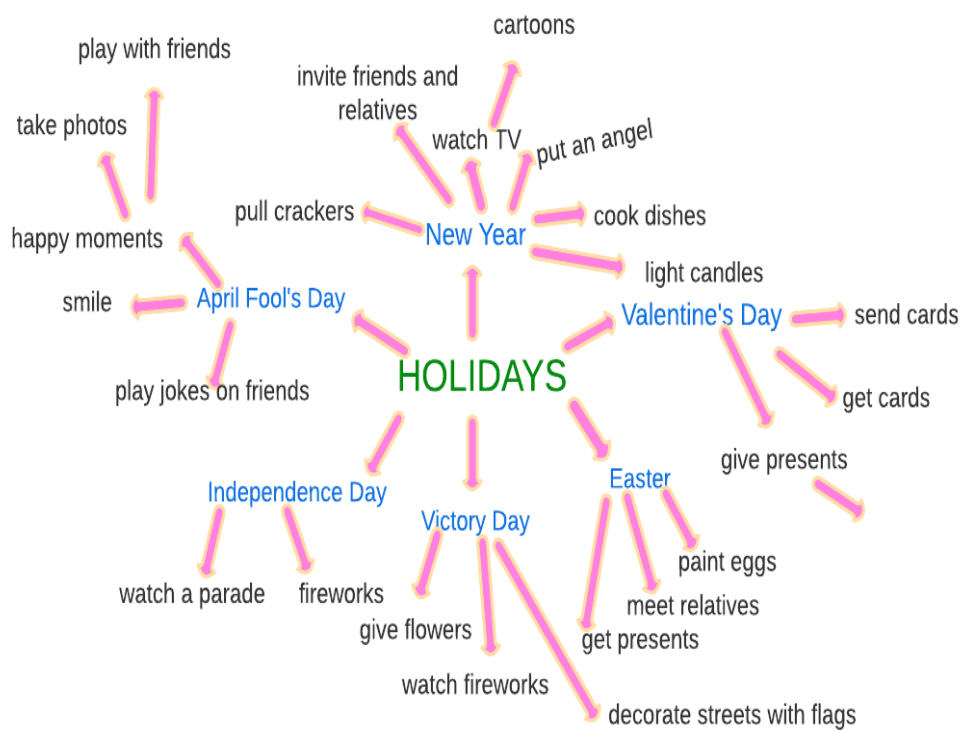 cartoons
play with friends
invite friends and
relatives
take photos
watch TV
put an angel
pull crackers
cook dishes
New Year
happy moments
light candles
April Fool's Day
smile
Valentine's Day
send cards
HOLIDAYS
play jokes on friends
get cards
give presents
Easter
Independence Day
Victory Day
paint eggs
watch a parade
fireworks
meet relatives
give flowers
get presents
watch fireworks
decorate streets with flags